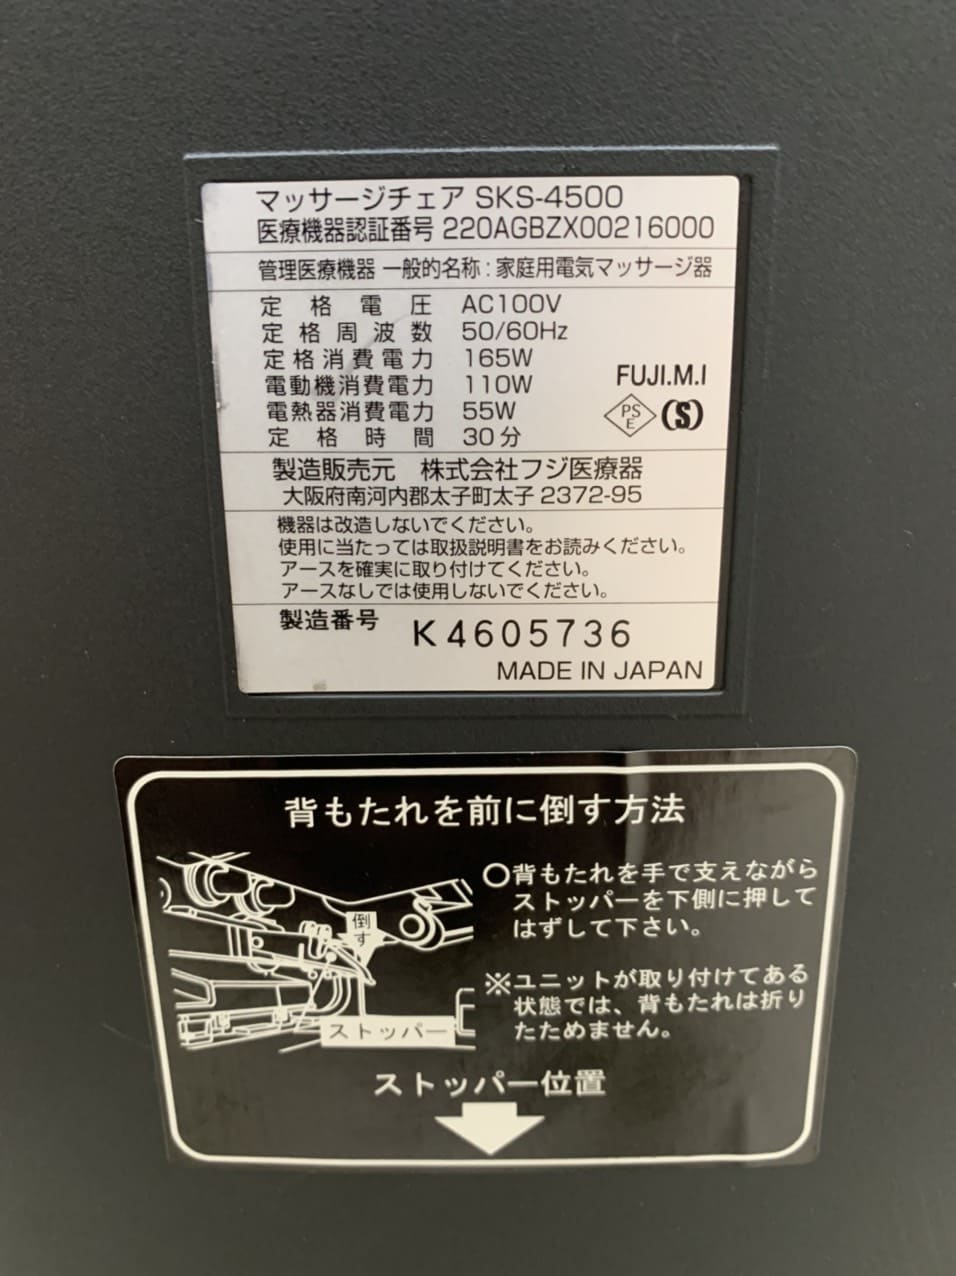 マッサージチェア SKS-4500
医療機器認証番号 220AGBZX00216000
管理医療機器 一般的名称：家庭用電気マッサージ器
定格電圧 AC100V
定格周波数 50/60Hz
定格消費電力 165W
電動機消費電力 110W
電熱器消費電力 55W
定格時間 30分
FUJI.M.I
PS
E
(S)
製造販売元 株式会社フジ医療器
大阪府南河内郡太子町太子2372-95
機器は改造しないでください。
使用に当たっては取扱説明書をお読みください。
アースを確実に取り付けてください。
アースなしでは使用しないでください。
製造番号 K4605736
MADE IN JAPAN
背もたれを前に倒す方法
倒す
ストッパー
○背もたれを手で支えながら
ストッパーを下側に押して
はずして下さい。
※ユニットが取り付けてある
状態では、背もたれは折り
たためません。
ストッパー位置